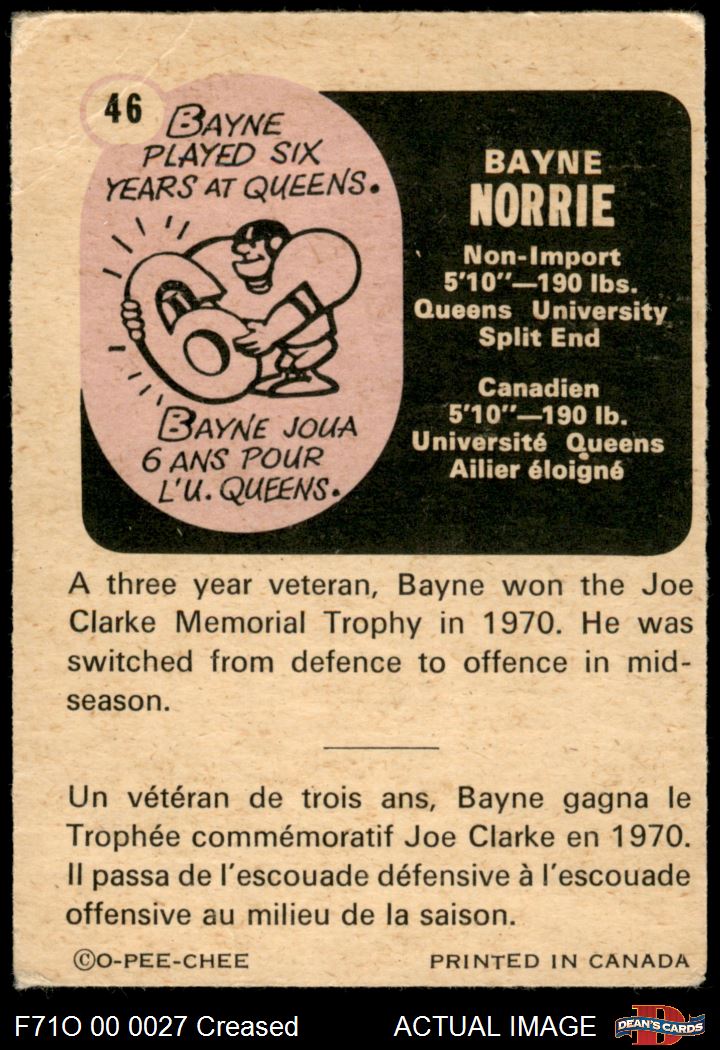 46
BAYNE
PLAYED SIX
YEARS AT QUEENS.
BAYNE JOUA
6 ANS POUR
L'U. QUEENS.
BAYNE
NORRIE
Non-Import
5'10"—190 lbs.
Queens University
Split End
Canadien
5'10"—190 lb.
Université Queens
Ailier éloigné
A three year veteran, Bayne won the Joe
Clarke Memorial Trophy in 1970. He was
switched from defence to offence in mid-
season.
Un vétéran de trois ans, Bayne gagna le
Trophée commémoratif Joe Clarke en 1970.
Il passa de l'escouade défensive à l'escouade
offensive au milieu de la saison.
©O-PEE-CHEE PRINTED IN CANADA
F71O 00 0027 Creased ACTUAL IMAGE DEAN'S CARDS